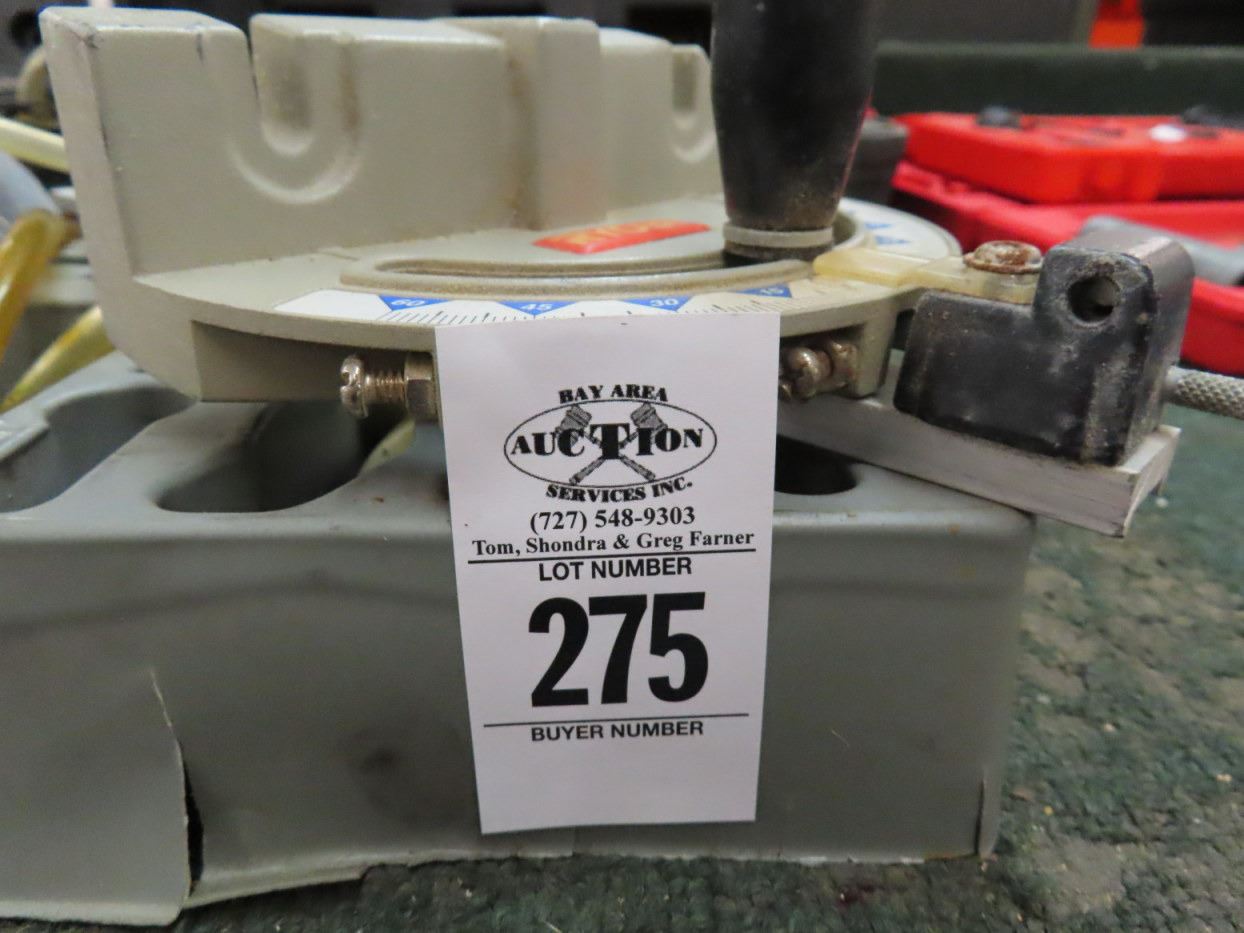 60
45
30
15
BAY AREA
AUCTION
SERVICES INC.
(727) 548-9303
Tom, Shondra & Greg Farner
LOT NUMBER
275
BUYER NUMBER